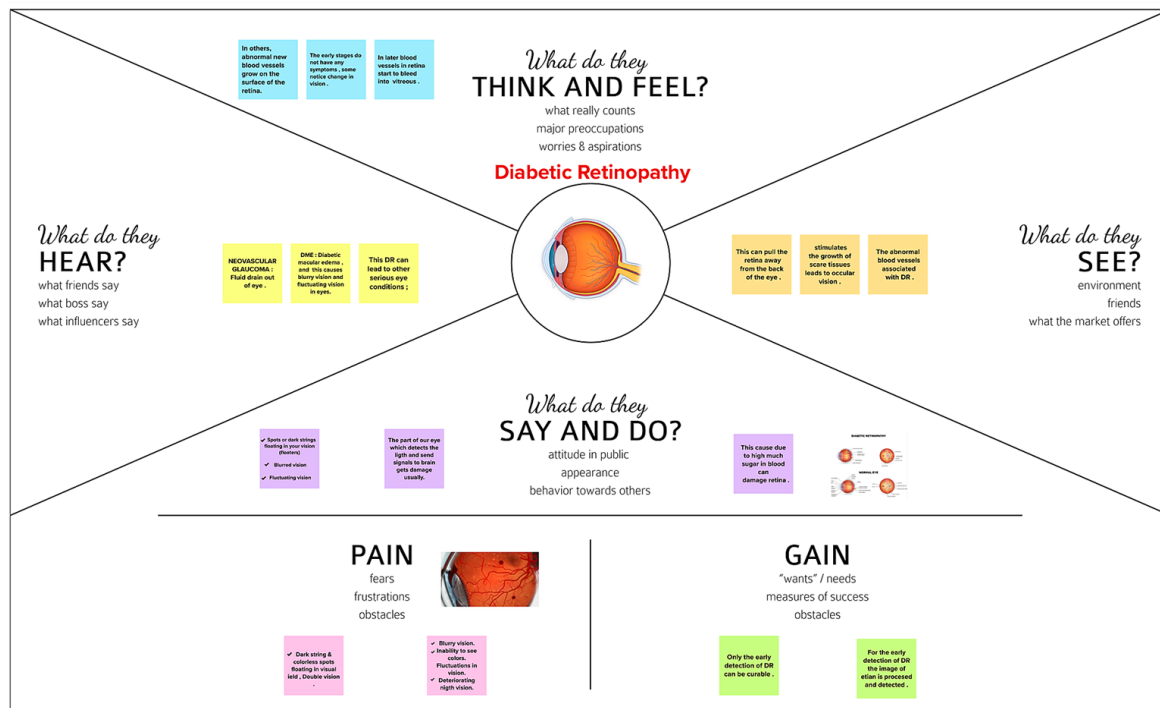 In others,
abnormal new
blood vessels
grow on the
surface of the
retina.
The early stages do
not have any
symptoms , some
notice change in
vision .
In later blood
vessels in retina
start to bleed
into vitreous .
What do they
THINK AND FEEL?
what really counts
major preoccupations
worries & aspirations
Diabetic Retinopathy
What do they
HEAR?
what friends say
what boss say
what influencers say
NEOVASCULAR
GLAUCOMA :
Fluid drain out
of eye .
DME : Diabetic
macular edema ,
and this causes
blurry vision and
fluctuating vision
in eyes.
This DR can
lead to other
serious eye
conditions ;
This can pull the
retina away
from the back
of the eye .
stimulates
the growth of
scare tissues
leads to occular
vision .
The abnormal
blood vessels
associated
with DR .
What do they
SEE?
environment
friends
what the market offers
What do they
SAY AND DO?
attitude in public
appearance
behavior towards others
Spots or dark strings
floating in your vision
(floaters)
Blurred vision
Fluctuating vision
The part of our eye
which detects the
ligth and send
signals to brain
gets damage
usually.
This cause due
to high much
sugar in blood
can
damage retina .
DIABETIC RETINOPATHY
NORMAL EYE
PAIN
fears
frustrations
obstacles
Dark string &
colorless spots
floating in visual
ield , Double vision
.
Blurry vision.
Inability to see
colors.
Fluctuations in
vision.
Deteriorating
nigth vision.
GAIN
"wants" / needs
measures of success
obstacles
Only the early
detection of DR
can be curable .
For the early
detection of DR
the image of
etian is procesed
and detected .